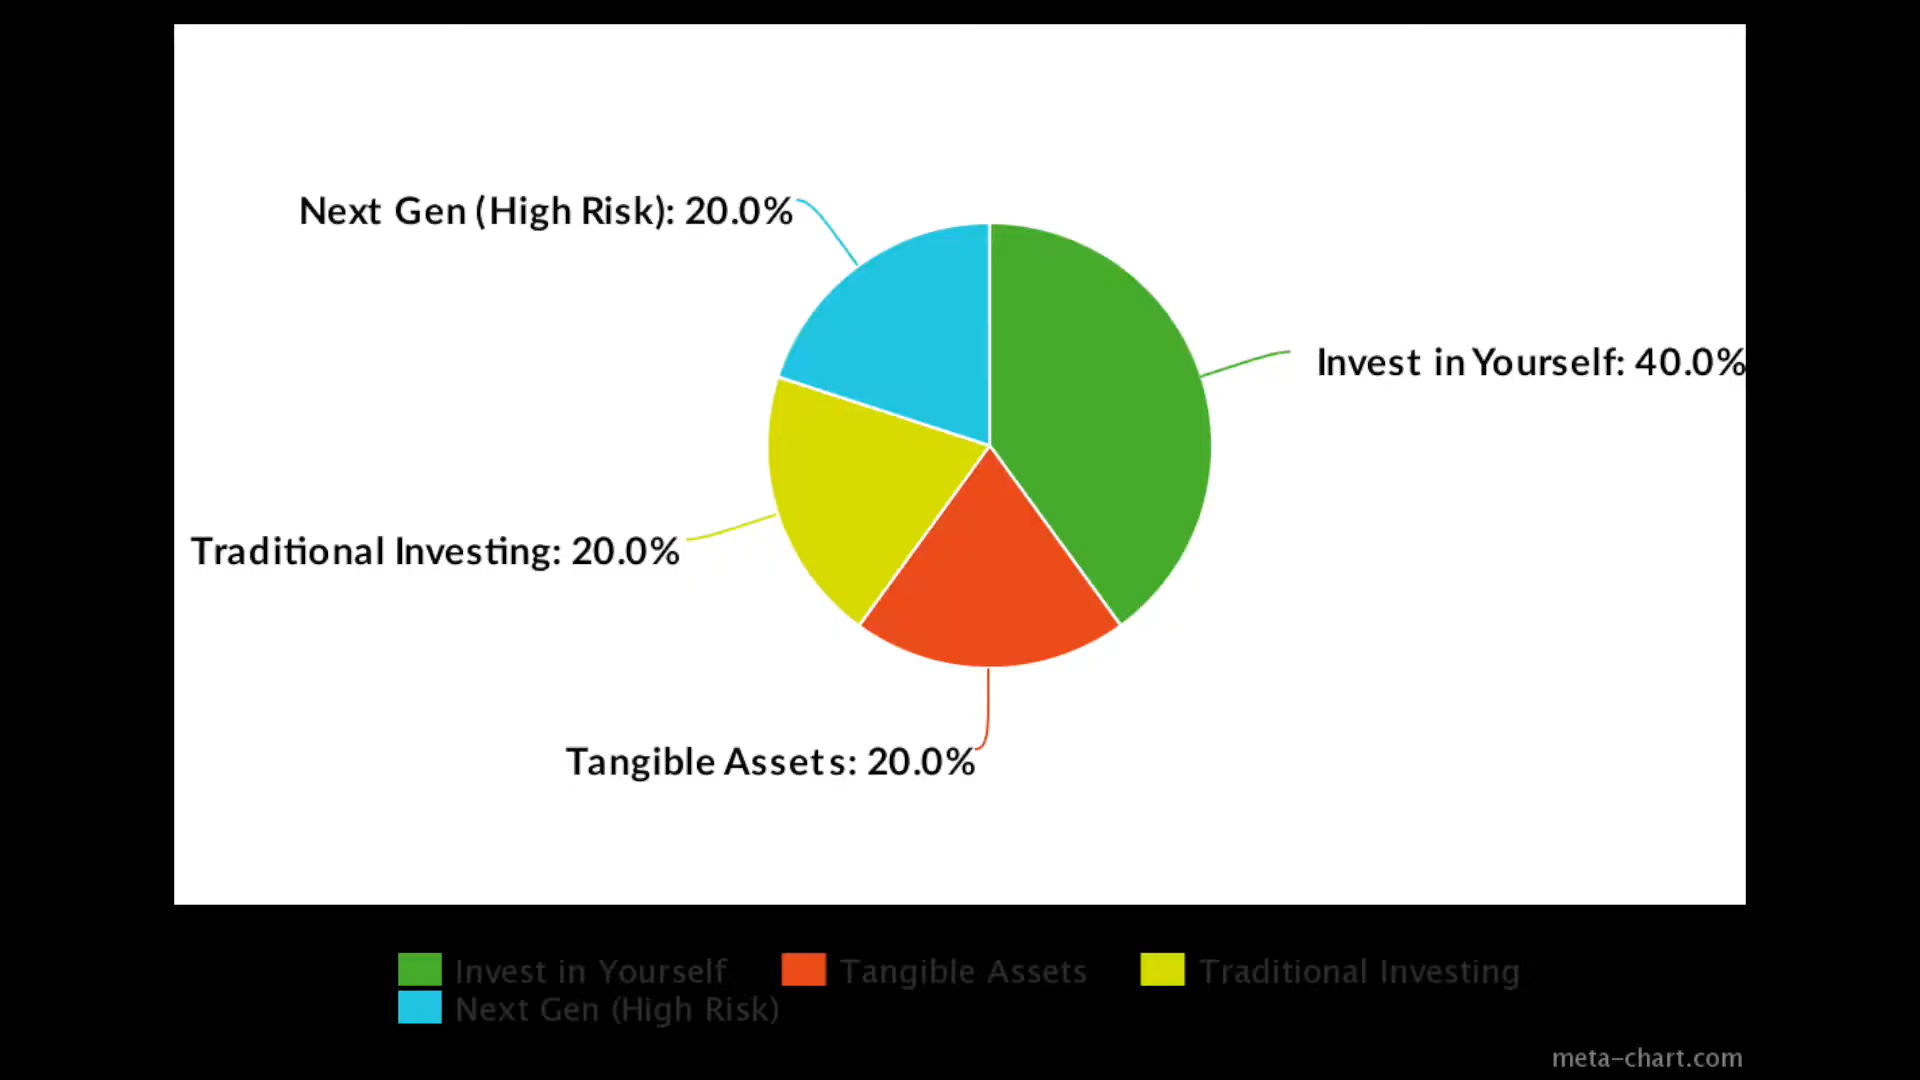 Next Gen (High Risk): 20.0%
Invest in Yourself: 40.0%
Traditional Investing: 20.0%
Tangible Assets: 20.0%
Invest in Yourself
Tangible Assets
Traditional Investing
Next Gen (High Risk)
meta-chart.com